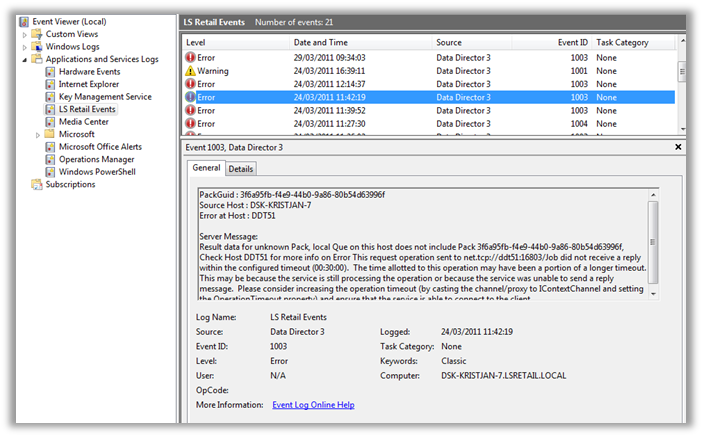 Event Viewer (Local)
Custom Views
Windows Logs
Applications and Services Logs
Hardware Events
Internet Explorer
Key Management Service
LS Retail Events
Media Center
Microsoft
Microsoft Office Alerts
Operations Manager
Windows PowerShell
Subscriptions
LS Retail Events Number of events: 21
Level Date and Time Source Event ID Task Category
Error 29/03/2011 09:34:03 Data Director 3 1003 None
Warning 24/03/2011 16:39:11 Data Director 3 1001 None
Error 24/03/2011 12:14:37 Data Director 3 1003 None
Error 24/03/2011 11:42:19 Data Director 3 1003 None
Error 24/03/2011 11:39:52 Data Director 3 1003 None
Error 24/03/2011 11:27:30 Data Director 3 1004 None
Event 1003, Data Director 3
General Details
PackGuid : 3f6a95fb-f4e9-44b0-9a86-80b54d63996f
Source Host : DSK-KRISTJAN-7
Error at Host : DDT51
Server Message:
Result data for unknown Pack, local Que on this host does not include Pack 3f6a95fb-f4e9-44b0-9a86-80b54d63996f,
Check Host DDT51 for more info on Error This request operation sent to net.tcp://ddt51:16803/Job did not receive a reply
within the configured timeout (00:30:00). The time allotted to this operation may have been a portion of a longer timeout.
This may be because the service is still processing the operation or because the service was unable to send a reply
message. Please consider increasing the operation timeout (by casting the channel/proxy to IContextChannel and setting
the OperationTimeout property) and ensure that the service is able to connect to the client.
Log Name: LS Retail Events
Source: Data Director 3 Logged: 24/03/2011 11:42:19
Event ID: 1003 Task Category: None
Level: Error Keywords: Classic
User: N/A Computer: DSK-KRISTJAN-7.LSRETAIL.LOCAL
OpCode:
More Information: Event Log Online Help